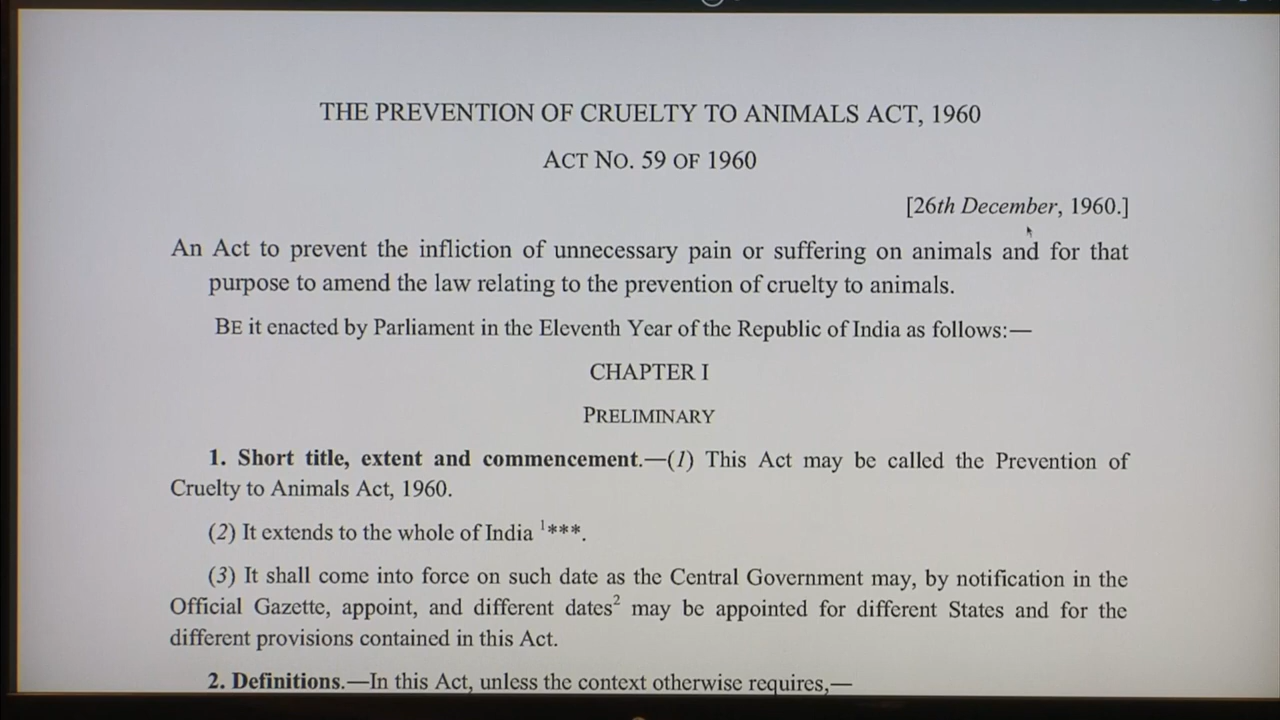 THE PREVENTION OF CRUELTY TO ANIMALS ACT, 1960
ACT NO. 59 OF 1960
[26th December, 1960.]
An Act to prevent the infliction of unnecessary pain or suffering on animals and for that
purpose to amend the law relating to the prevention of cruelty to animals.
BE it enacted by Parliament in the Eleventh Year of the Republic of India as follows:—
CHAPTER I
PRELIMINARY
1. Short title, extent and commencement.—(1) This Act may be called the Prevention of
Cruelty to Animals Act, 1960.
(2) It extends to the whole of India 1***.
(3) It shall come into force on such date as the Central Government may, by notification in the
Official Gazette, appoint, and different dates2 may be appointed for different States and for the
different provisions contained in this Act.
2. Definitions.—In this Act, unless the context otherwise requires,—